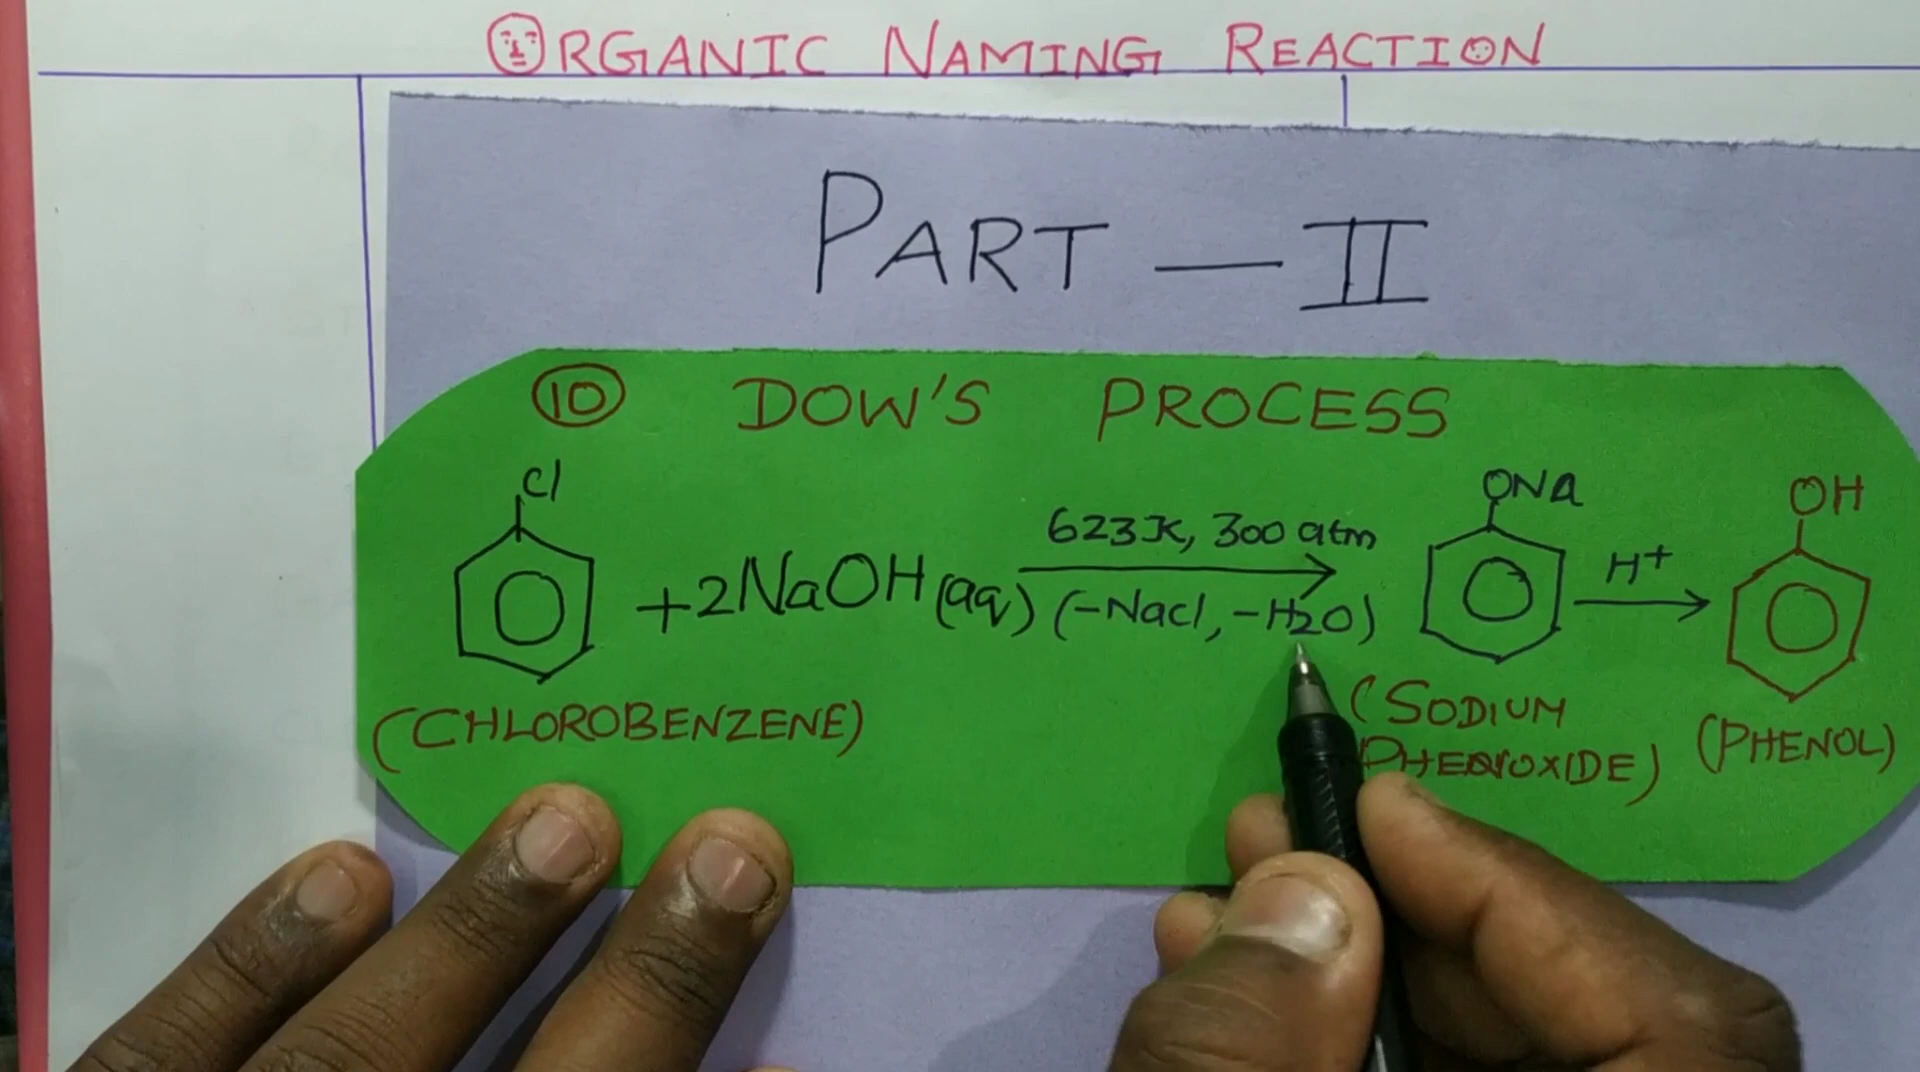 ORGANIC NAMING REACTION
PART — II
10 DOW'S PROCESS
Cl
ONa
OH
623K, 300 atm
H+
+2NaOH(aq)
(-Nacl, -H2O)
(CHLOROBENZENE)
(SODIUM
PHENOXIDE)
(PHENOL)